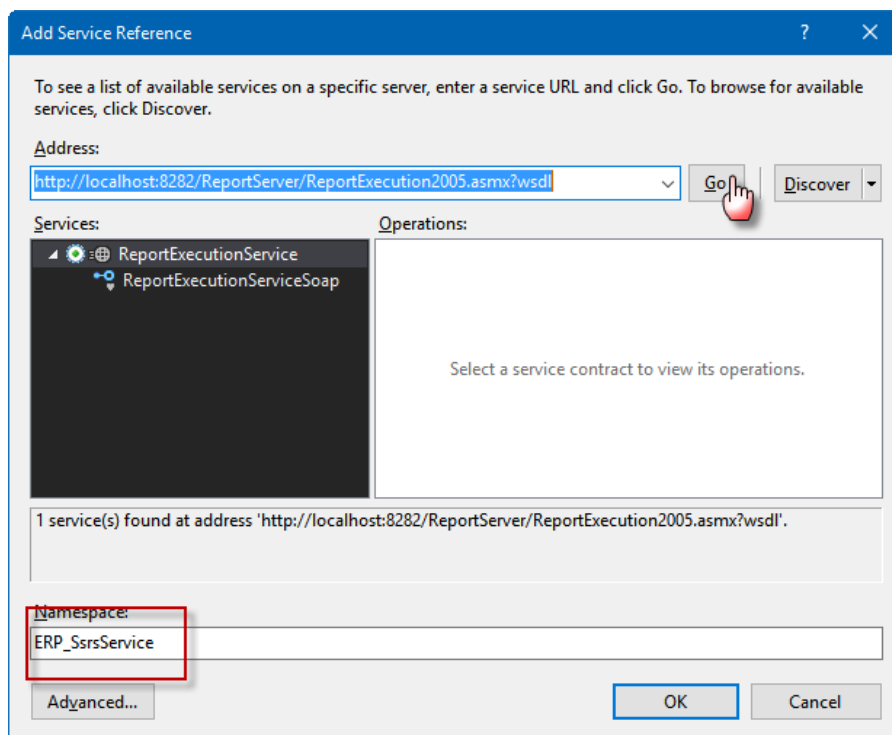 Add Service Reference
?
To see a list of available services on a specific server, enter a service URL and click Go. To browse for available
services, click Discover.
Address:
http://localhost:8282/ReportServer/ReportExecution2005.asmx?wsdl
Go
Discover
Services:
Operations:
ReportExecutionService
ReportExecutionServiceSoap
Select a service contract to view its operations.
1 service(s) found at address 'http://localhost:8282/ReportServer/ReportExecution2005.asmx?wsdl'.
Namespace:
ERP_SsrsService
Advanced...
OK
Cancel